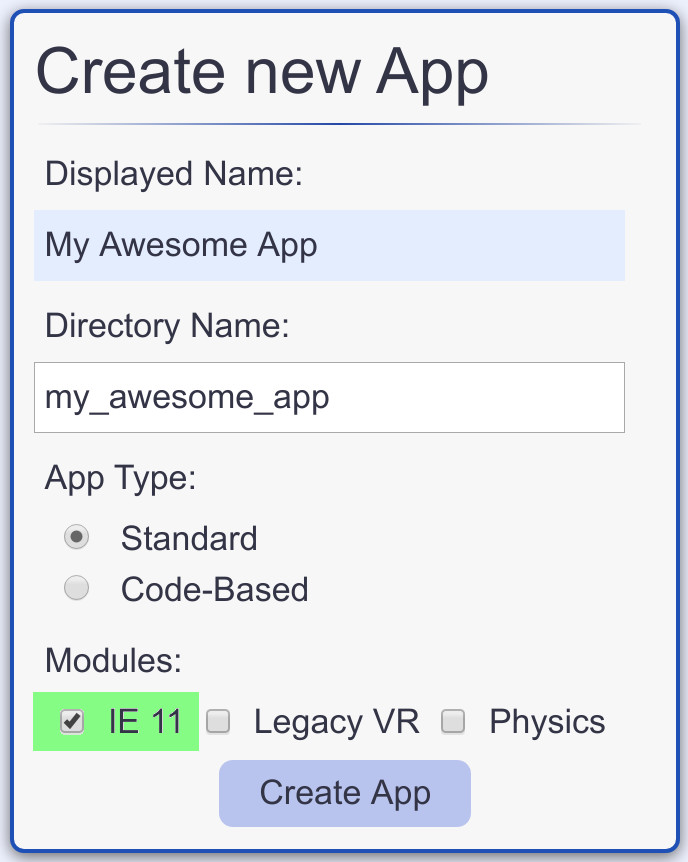 Create new App
Displayed Name:
My Awesome App
Directory Name:
my_awesome_app
App Type:
Standard
Code-Based
Modules:
IE 11 Legacy VR Physics
Create App